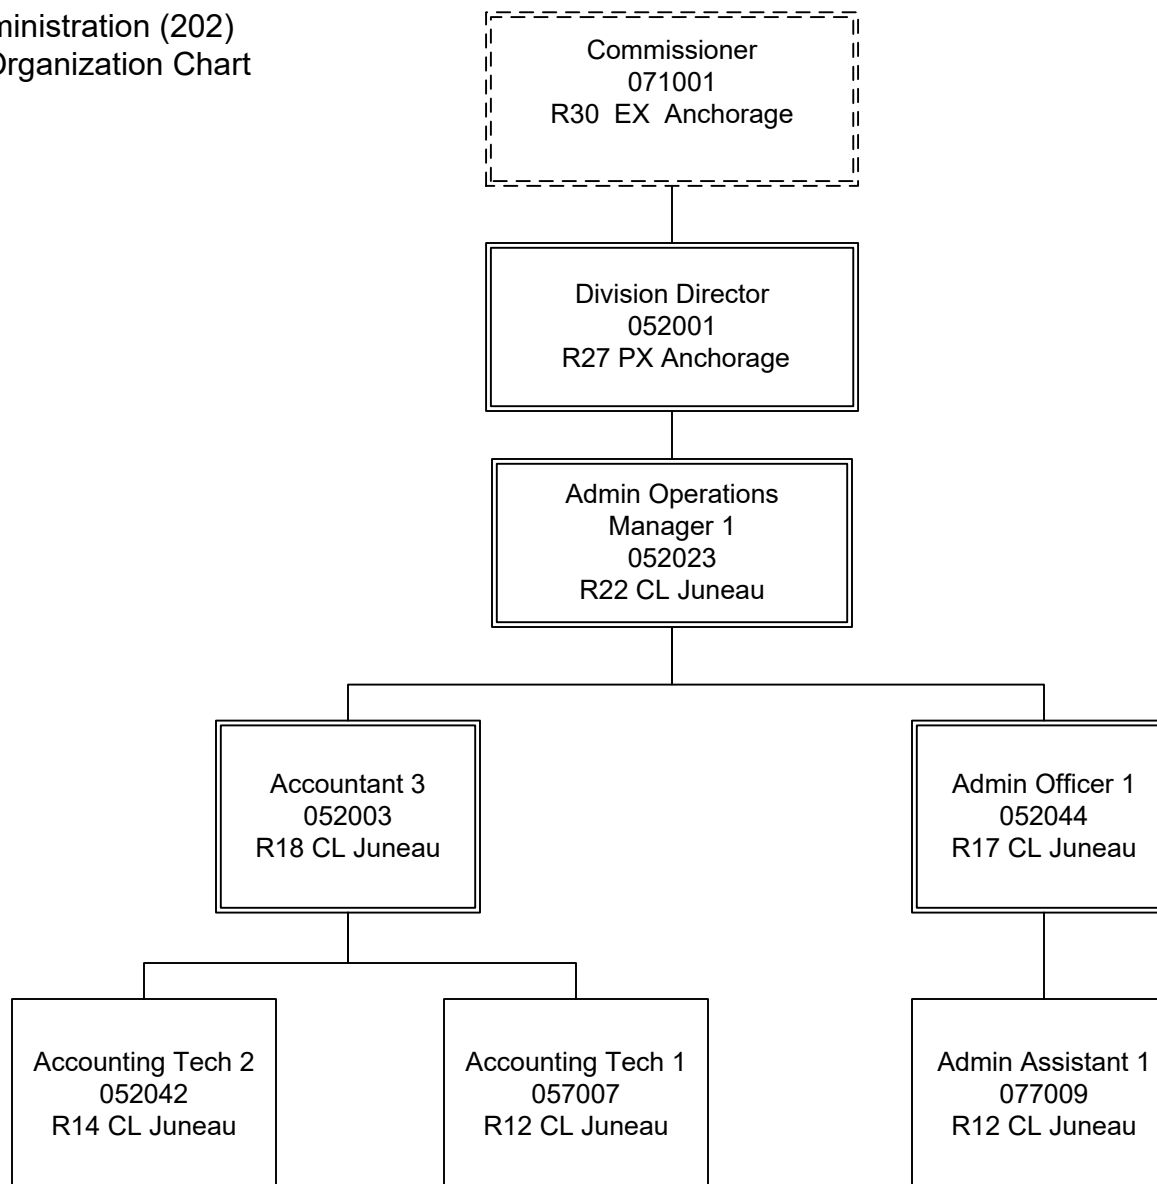 ministration (202)
Organization Chart
Commissioner
071001
R30 EX Anchorage
Division Director
052001
R27 PX Anchorage
Admin Operations
Manager 1
052023
R22 CL Juneau
Accountant 3
052003
R18 CL Juneau
Admin Officer 1
052044
R17 CL Juneau
Accounting Tech 2
052042
R14 CL Juneau
Accounting Tech 1
057007
R12 CL Juneau
Admin Assistant 1
077009
R12 CL Juneau